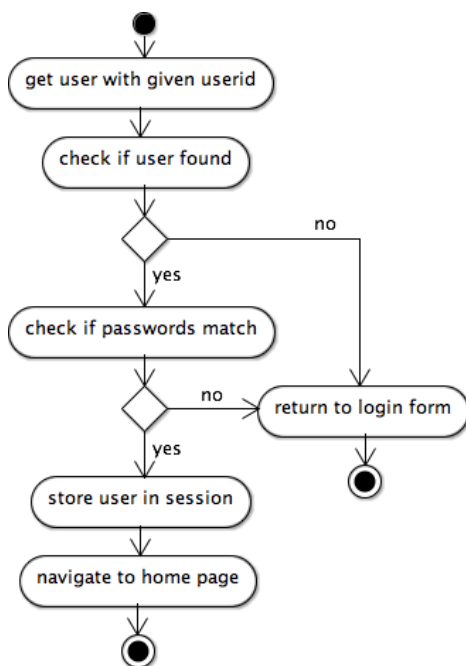 get user with given userid
check if user found
no
yes
check if passwords match
no
return to login form
yes
store user in session
navigate to home page